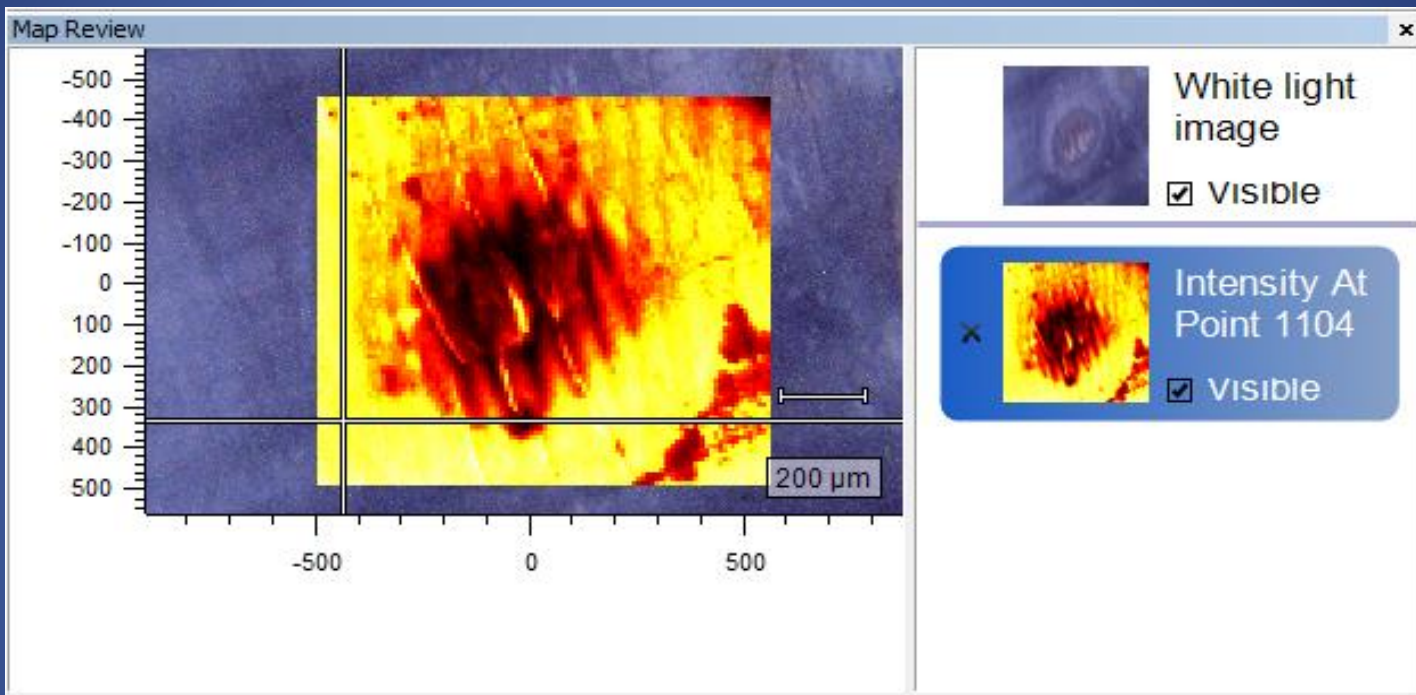 Map Review
-500
-400
-300
-200
-100
0
100
200
300
400
500
-500 0 500
200 µm
White light
image
Visible
Intensity At
Point 1104
Visible